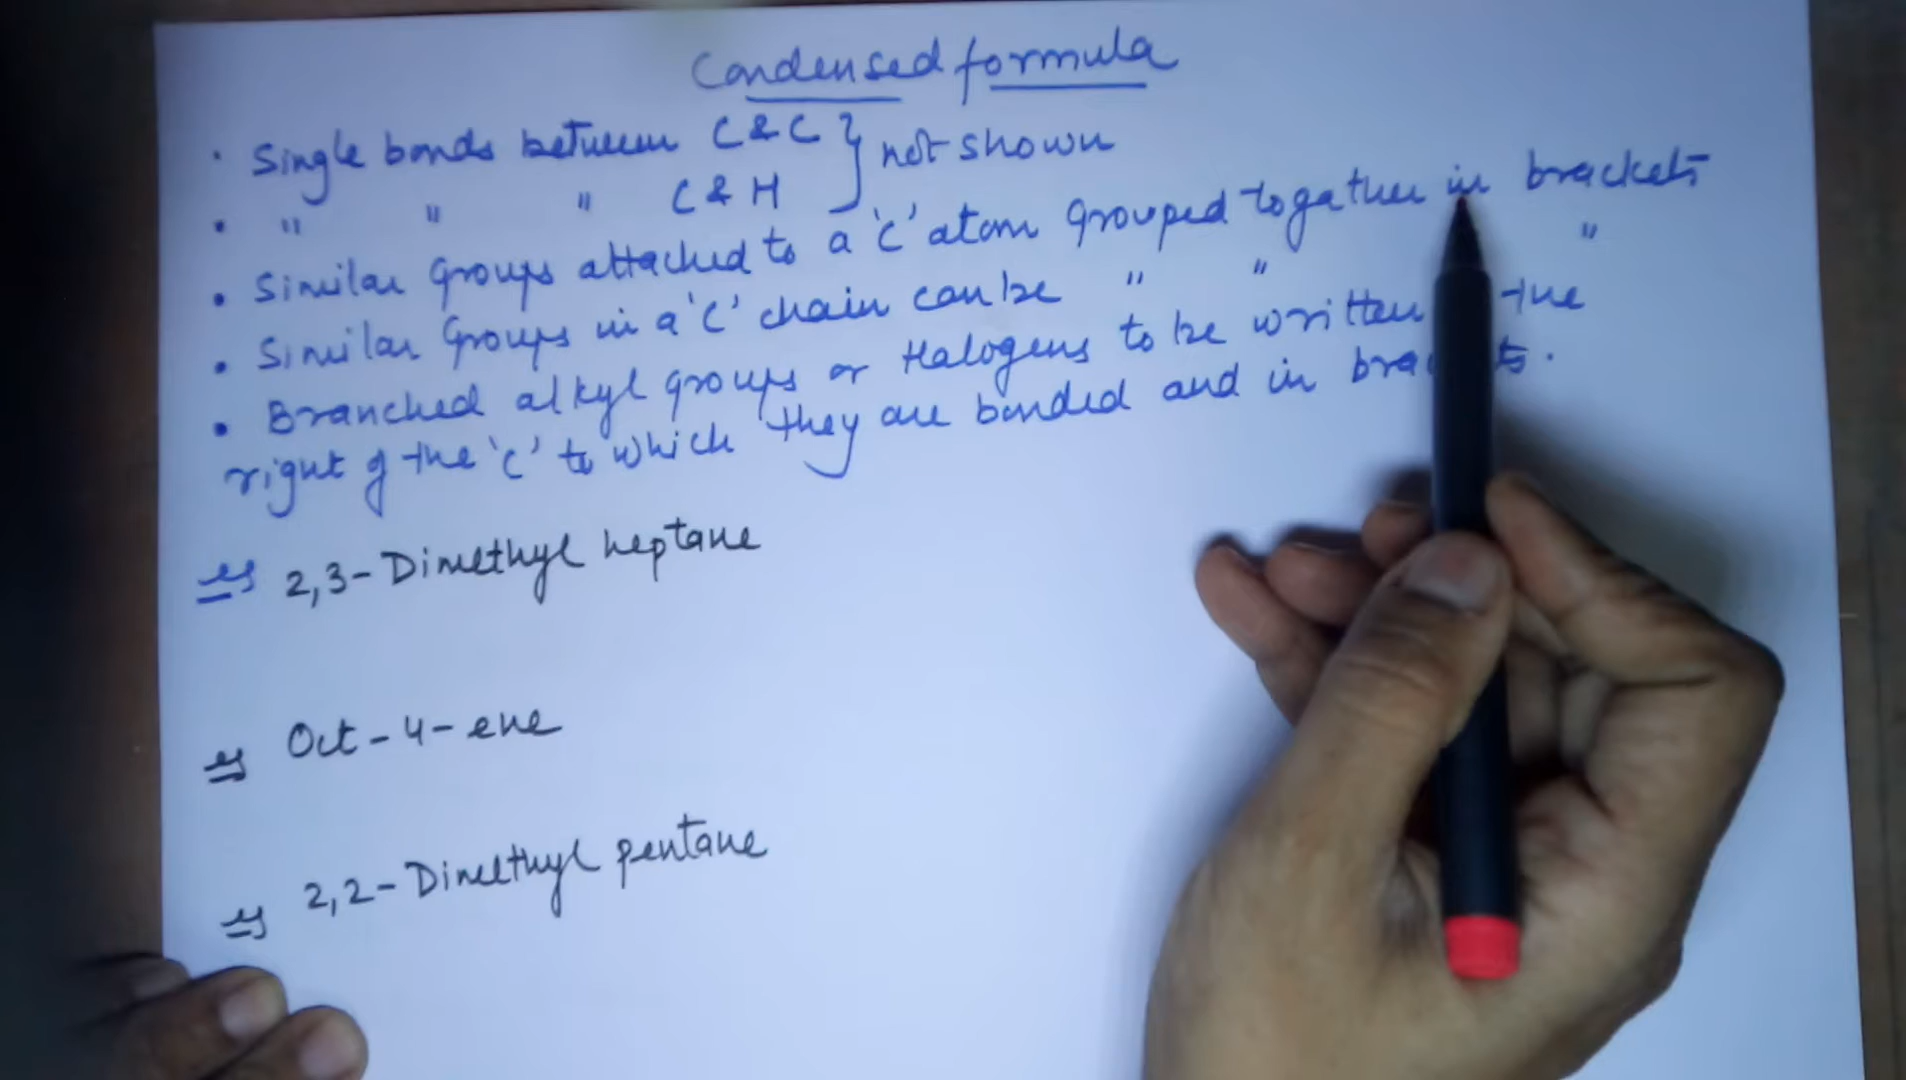 Condensed formula
• Single bonds between C & C } not shown
• " " " C & H
• Similar Groups attached to a 'C' atom Grouped togather in brackets
• Similar Groups in a 'C' chain can be " " "
• Branched alkyl groups or Halogens to be written the
right of the 'C' to which they are bonded and in
eg 2,3-Dimethyl heptane
eg Oct-4-ene
eg 2,2-Dimethyl pentane